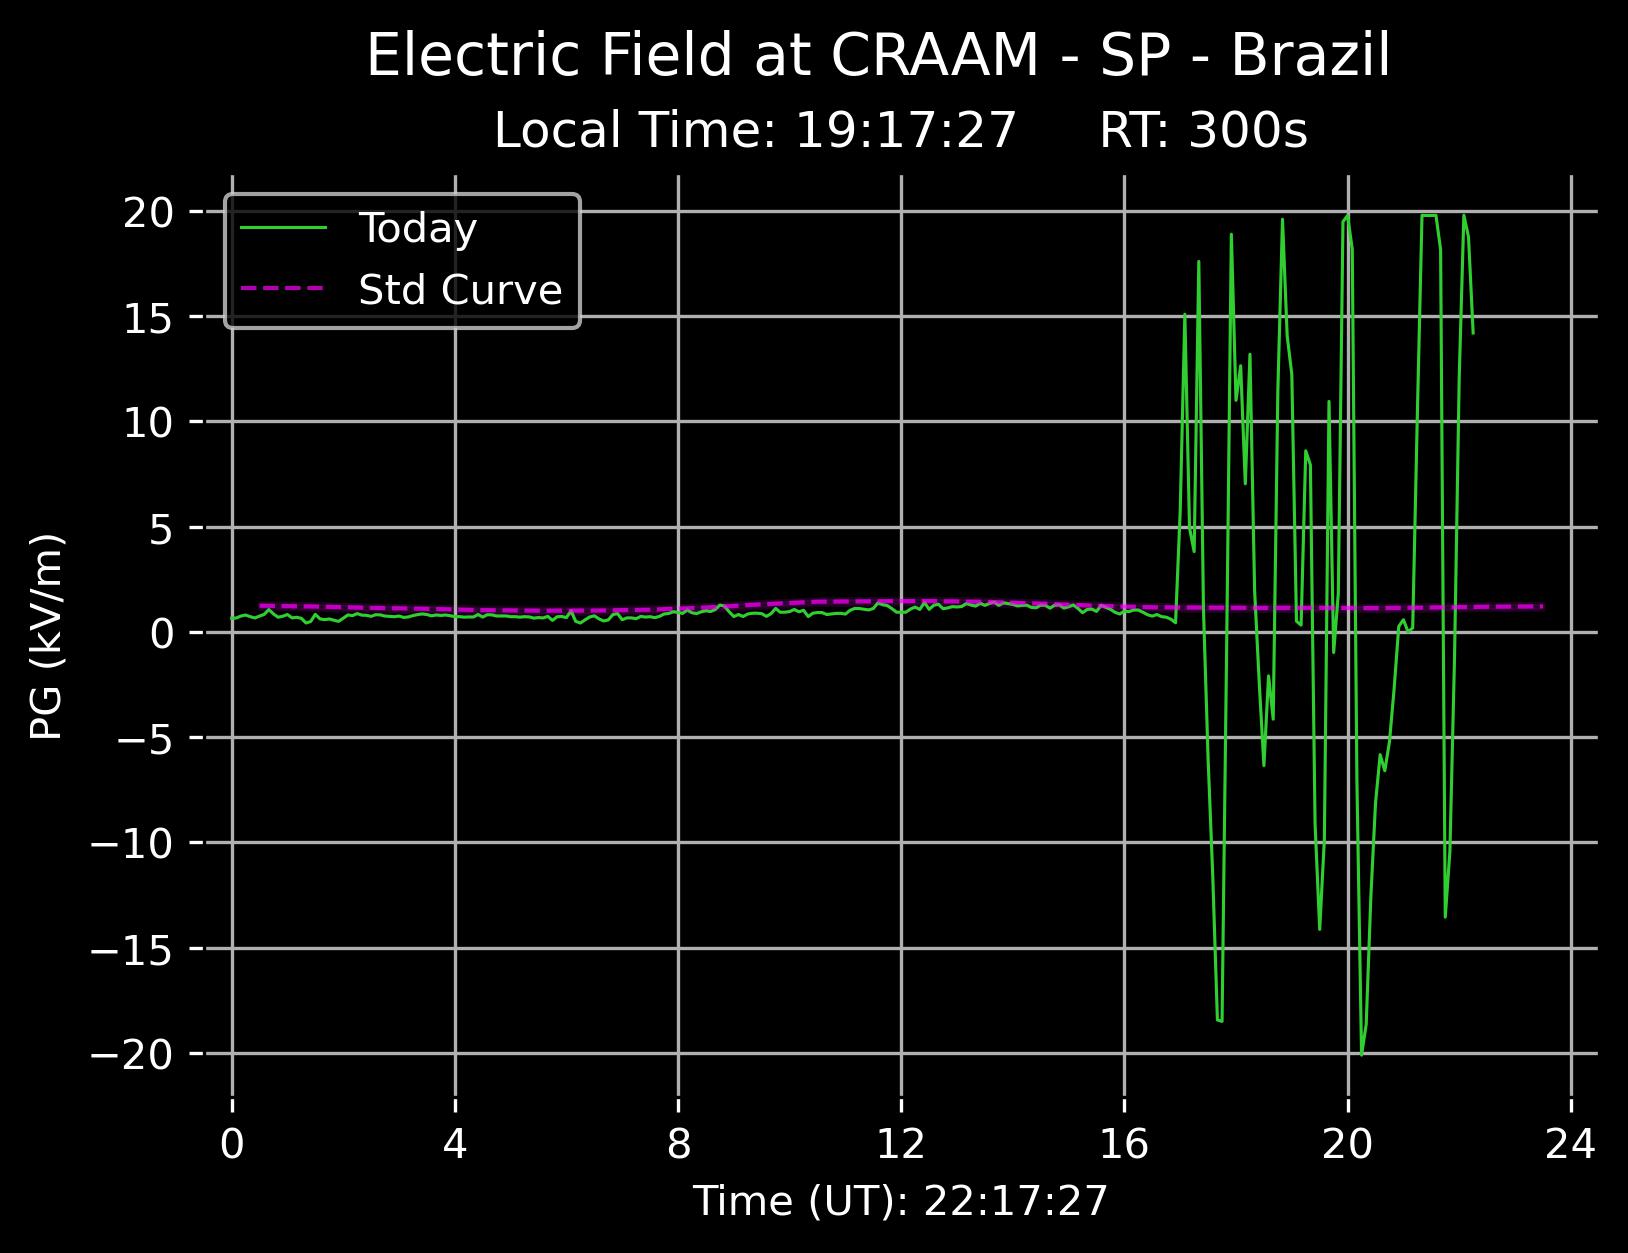 Electric Field at CRAAM - SP - Brazil
Local Time: 19:17:27 RT: 300s
Today
Std Curve
PG (kV/m)
20
15
10
5
0
−5
−10
−15
−20
0 4 8 12 16 20 24
Time (UT): 22:17:27